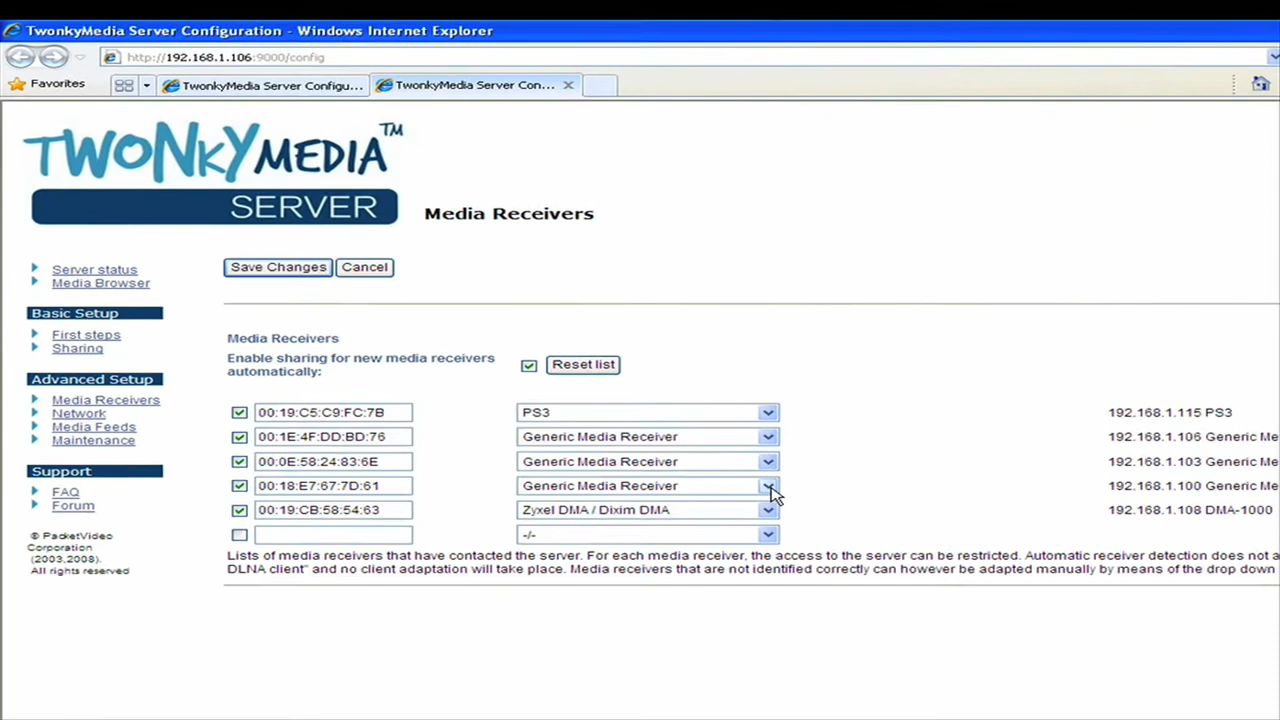 TwonkyMedia Server Configuration - Windows Internet Explorer
http://192.168.1.106:9000/config
Favorites
TwonkyMedia Server Configu...
TwonkyMedia Server Con...
TWONKYMEDIA™
SERVER
Media Receivers
Server status
Media Browser
Basic Setup
First steps
Sharing
Advanced Setup
Media Receivers
Network
Media Feeds
Maintenance
Support
FAQ
Forum
© PacketVideo
Corporation
(2003,2008).
All rights reserved
Save Changes Cancel
Media Receivers
Enable sharing for new media receivers
automatically:
Reset list
00:19:C5:C9:FC:7B PS3 192.168.1.115 PS3
00:1E:4F:DD:BD:76 Generic Media Receiver 192.168.1.106 Generic Me
00:0E:58:24:83:6E Generic Media Receiver 192.168.1.103 Generic Me
00:18:E7:67:7D:61 Generic Media Receiver 192.168.1.100 Generic Me
00:19:CB:58:54:63 Zyxel DMA / Dixim DMA 192.168.1.108 DMA-1000
-/-
Lists of media receivers that have contacted the server. For each media receiver, the access to the server can be restricted. Automatic receiver detection does not a
DLNA client" and no client adaptation will take place. Media receivers that are not identified correctly can however be adapted manually by means of the drop down